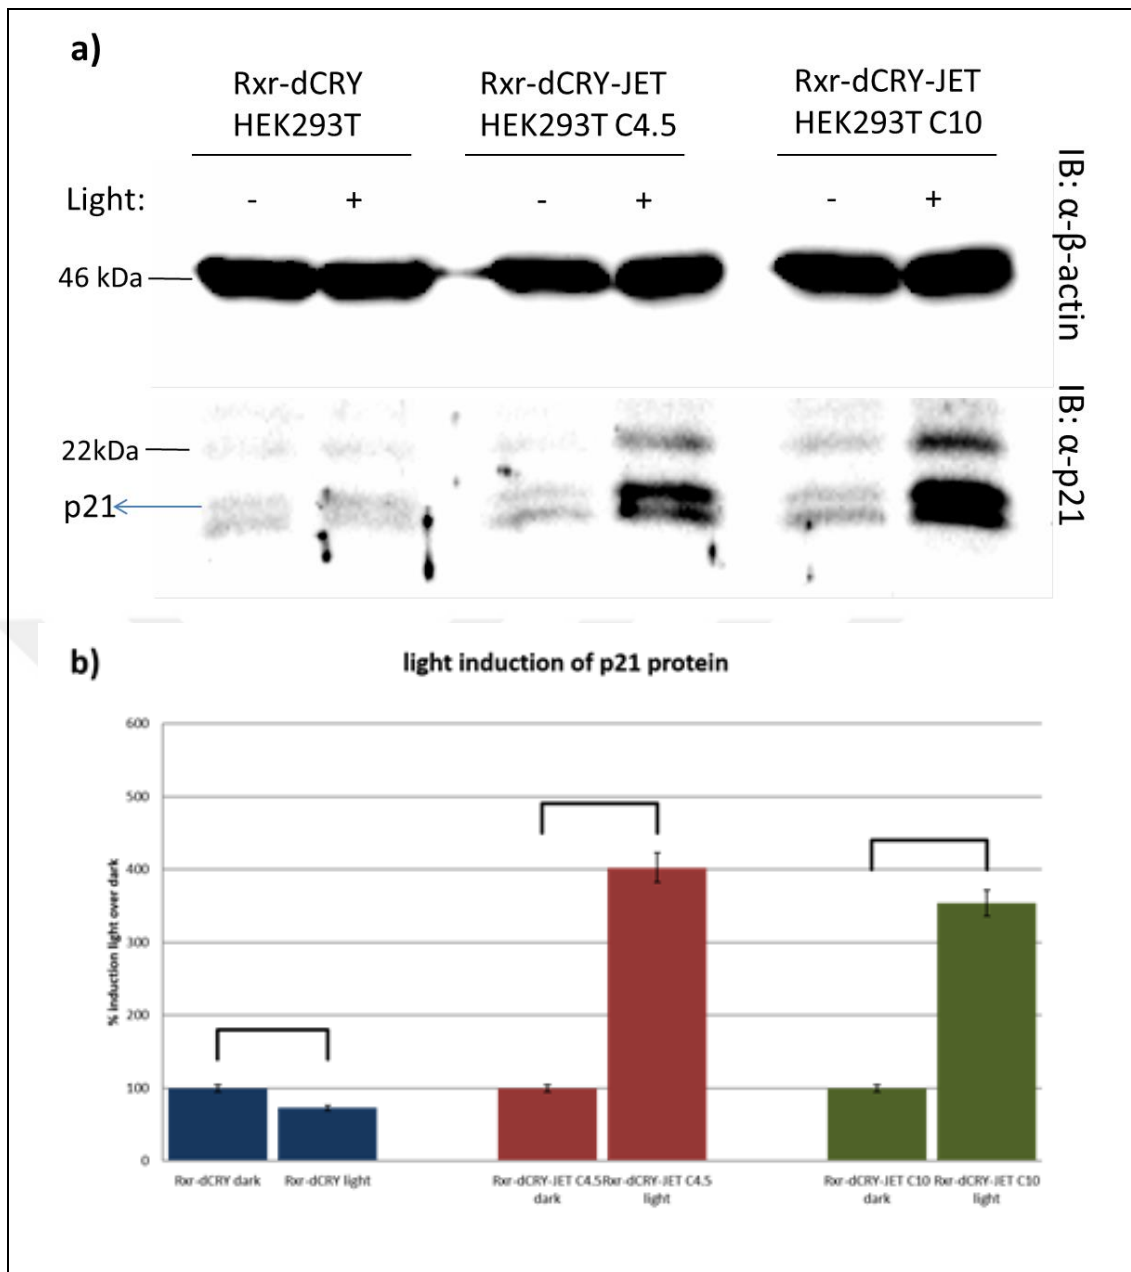 a)
Rxr-dCRY
HEK293T
Rxr-dCRY-JET
HEK293T C4.5
Rxr-dCRY-JET
HEK293T C10
Light: - + - + - +
46 kDa
IB: α-β-actin
22kDa
p21
IB: α-p21
b)
light induction of p21 protein
% induction light over dark
600
500
400
300
200
100
0
Rxr-dCRY dark
Rxr-dCRY light
Rxr-dCRY-JET C4.5
dark
Rxr-dCRY-JET C4.5
light
Rxr-dCRY-JET C10
dark
Rxr-dCRY-JET C10
light